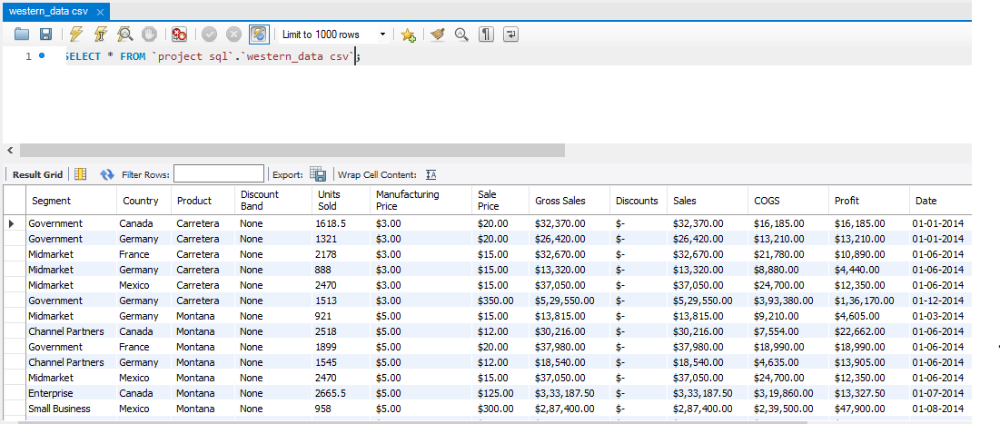 western_data csv
Limit to 1000 rows
1 SELECT * FROM `project sql`.`western_data csv`;
Result Grid Filter Rows: Export: Wrap Cell Content:
Segment Country Product Discount Band Units Sold Manufacturing Price Sale Price Gross Sales Discounts Sales COGS Profit Date
Government Canada Carretera None 1618.5 $3.00 $20.00 $32,370.00 $- $32,370.00 $16,185.00 $16,185.00 01-01-2014
Government Germany Carretera None 1321 $3.00 $20.00 $26,420.00 $- $26,420.00 $13,210.00 $13,210.00 01-01-2014
Midmarket France Carretera None 2178 $3.00 $15.00 $32,670.00 $- $32,670.00 $21,780.00 $10,890.00 01-06-2014
Midmarket Germany Carretera None 888 $3.00 $15.00 $13,320.00 $- $13,320.00 $8,880.00 $4,440.00 01-06-2014
Midmarket Mexico Carretera None 2470 $3.00 $15.00 $37,050.00 $- $37,050.00 $24,700.00 $12,350.00 01-06-2014
Government Germany Carretera None 1513 $3.00 $350.00 $5,29,550.00 $- $5,29,550.00 $3,93,380.00 $1,36,170.00 01-12-2014
Midmarket Germany Montana None 921 $5.00 $15.00 $13,815.00 $- $13,815.00 $9,210.00 $4,605.00 01-03-2014
Channel Partners Canada Montana None 2518 $5.00 $12.00 $30,216.00 $- $30,216.00 $7,554.00 $22,662.00 01-06-2014
Government France Montana None 1899 $5.00 $20.00 $37,980.00 $- $37,980.00 $18,990.00 $18,990.00 01-06-2014
Channel Partners Germany Montana None 1545 $5.00 $12.00 $18,540.00 $- $18,540.00 $4,635.00 $13,905.00 01-06-2014
Midmarket Mexico Montana None 2470 $5.00 $15.00 $37,050.00 $- $37,050.00 $24,700.00 $12,350.00 01-06-2014
Enterprise Canada Montana None 2665.5 $5.00 $125.00 $3,33,187.50 $- $3,33,187.50 $3,19,860.00 $13,327.50 01-07-2014
Small Business Mexico Montana None 958 $5.00 $300.00 $2,87,400.00 $- $2,87,400.00 $2,39,500.00 $47,900.00 01-08-2014